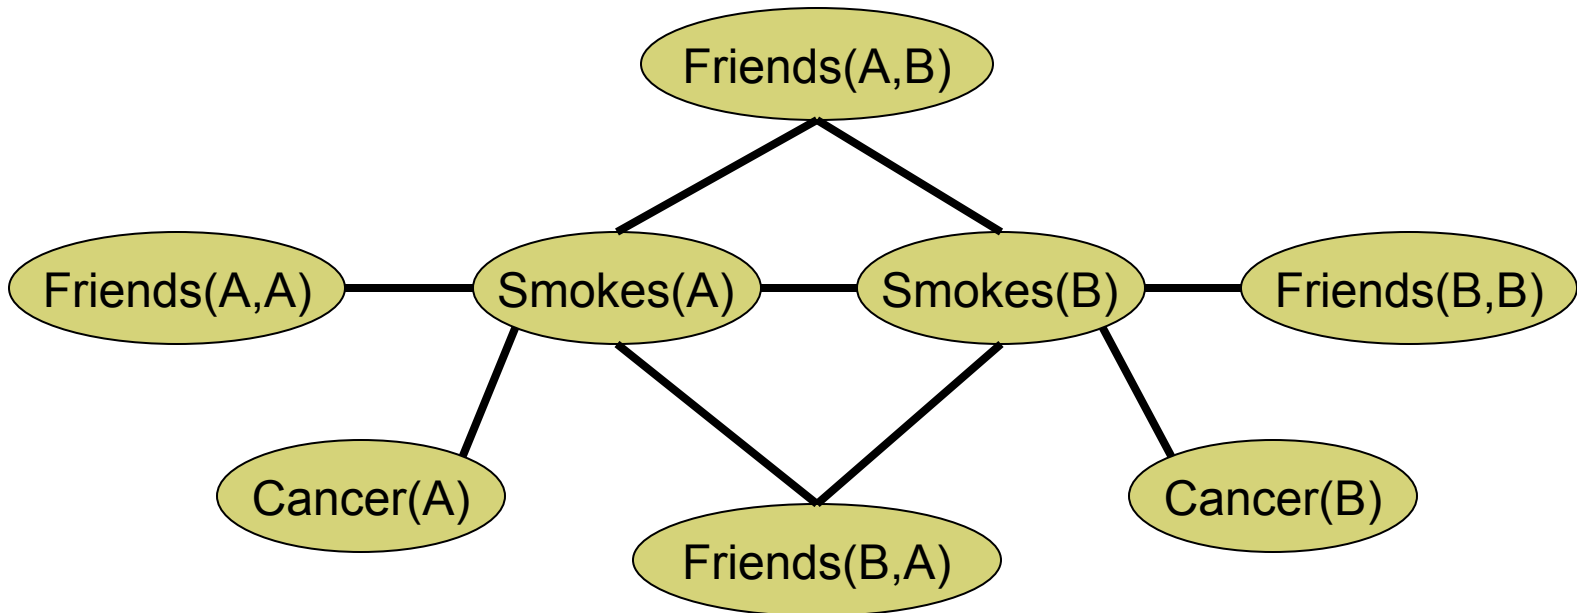 Friends(A,B)
Friends(A,A)
Smokes(A)
Smokes(B)
Friends(B,B)
Cancer(A)
Cancer(B)
Friends(B,A)